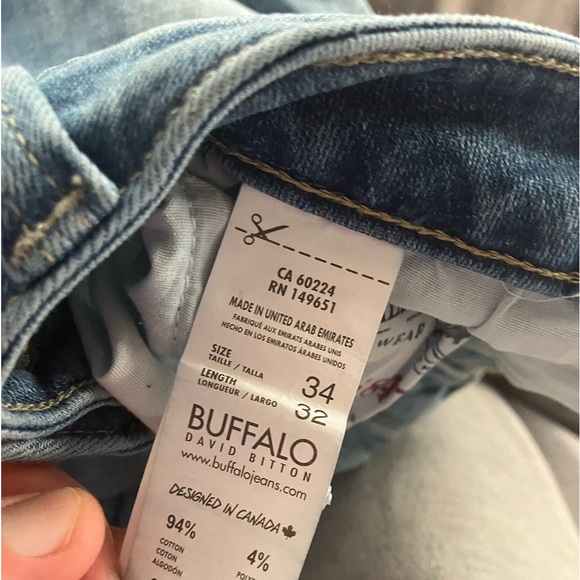 CA 60224
RN 149651
MADE IN UNITED ARAB EMIRATES
FABRIQUÉ AUX EMIRATS ARABES UNIS
HECHO EN LOS EMIRATOS ÁRABES UNIDOS
SIZE
TAILLE / TALLA 34
LENGTH
LONGUEUR / LARGO 32
BUFFALO
DAVID BITTON
www.buffalojeans.com
DESIGNED IN CANADA
94% 4%
COTTON
COTON
ALGODÓN
WEAR